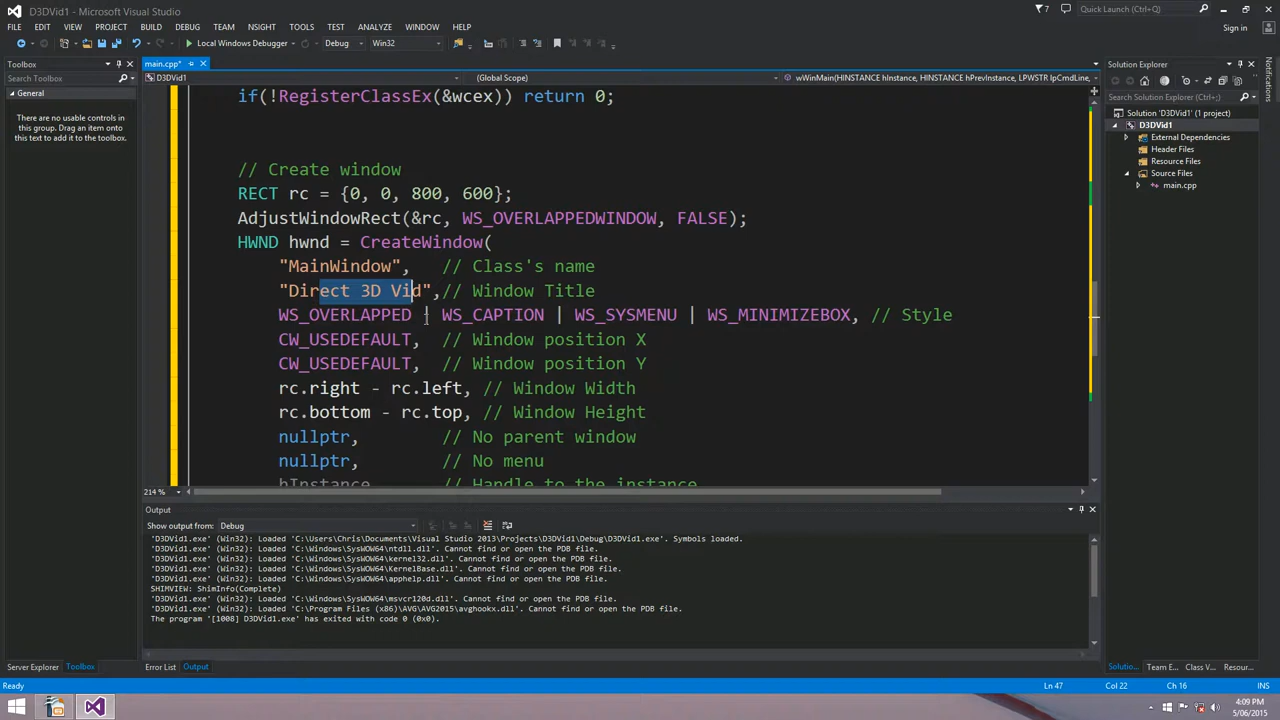 D3DVid1 - Microsoft Visual Studio
7
Quick Launch (Ctrl+Q)
FILE EDIT VIEW PROJECT BUILD DEBUG TEAM NSIGHT TOOLS TEST ANALYZE WINDOW HELP
Sign in
Local Windows Debugger Debug Win32
Toolbox
Search Toolbox
General
There are no usable controls in
this group. Drag an item onto
this text to add it to the toolbox.
main.cpp*
D3DVid1 (Global Scope) wWinMain(HINSTANCE hInstance, HINSTANCE hPrevInstance, LPWSTR lpCmdLine,
if(!RegisterClassEx(&wcex)) return 0;
// Create window
RECT rc = {0, 0, 800, 600};
AdjustWindowRect(&rc, WS_OVERLAPPEDWINDOW, FALSE);
HWND hwnd = CreateWindow(
"MainWindow", // Class's name
"Direct 3D Vid",// Window Title
WS_OVERLAPPED | WS_CAPTION | WS_SYSMENU | WS_MINIMIZEBOX, // Style
CW_USEDEFAULT, // Window position X
CW_USEDEFAULT, // Window position Y
rc.right - rc.left, // Window Width
rc.bottom - rc.top, // Window Height
nullptr, // No parent window
nullptr, // No menu
hInstance // Handle to the instance
214 %
Output
Show output from: Debug
'D3DVid1.exe' (Win32): Loaded 'C:\Users\Chris\Documents\Visual Studio 2013\Projects\D3DVid1\Debug\D3DVid1.exe'. Symbols loaded.
'D3DVid1.exe' (Win32): Loaded 'C:\Windows\SysWOW64\ntdll.dll'. Cannot find or open the PDB file.
'D3DVid1.exe' (Win32): Loaded 'C:\Windows\SysWOW64\kernel32.dll'. Cannot find or open the PDB file.
'D3DVid1.exe' (Win32): Loaded 'C:\Windows\SysWOW64\KernelBase.dll'. Cannot find or open the PDB file.
'D3DVid1.exe' (Win32): Loaded 'C:\Windows\SysWOW64\apphelp.dll'. Cannot find or open the PDB file.
SHIMVIEW: ShimInfo(Complete)
'D3DVid1.exe' (Win32): Loaded 'C:\Windows\SysWOW64\msvcr120d.dll'. Cannot find or open the PDB file.
'D3DVid1.exe' (Win32): Loaded 'C:\Program Files (x86)\AVG\AVG2015\avghookx.dll'. Cannot find or open the PDB file.
The program '[1008] D3DVid1.exe' has exited with code 0 (0x0).
Solution Explorer
Search Solution Explorer (Ctrl+;)
Solution 'D3DVid1' (1 project)
D3DVid1
External Dependencies
Header Files
Resource Files
Source Files
main.cpp
Notifications
Server Explorer Toolbox
Error List Output
Solutio... Team E... Class V... Resour...
Ready
Ln 47 Col 22 Ch 16 INS
4:09 PM
5/06/2015